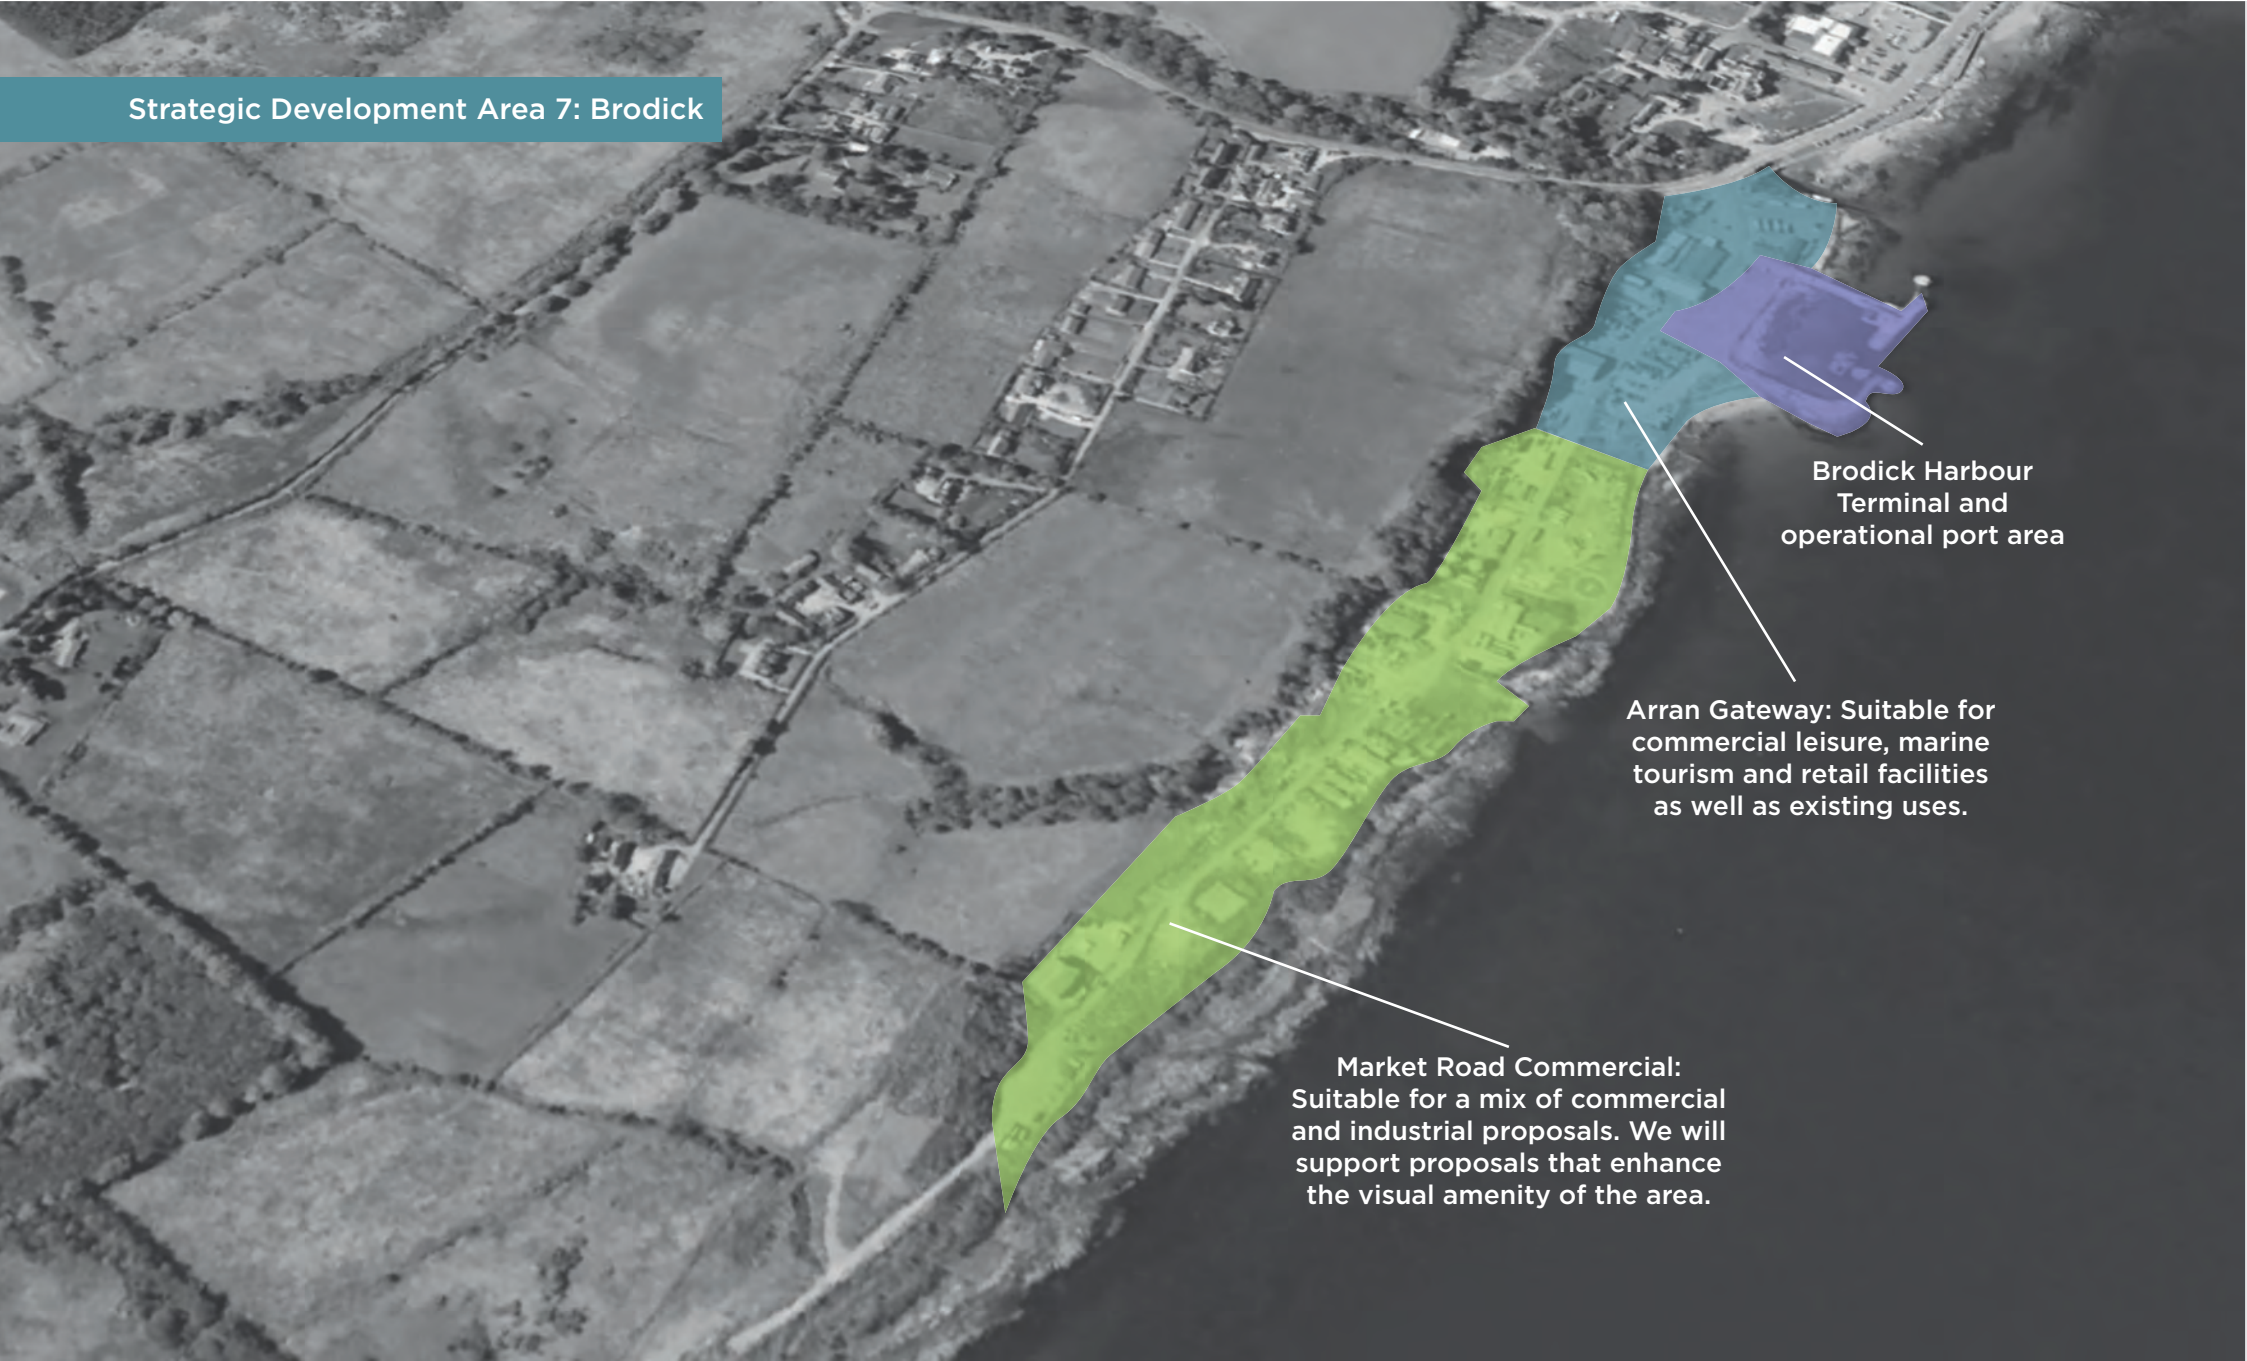 Strategic Development Area 7: Brodick
Brodick Harbour
Terminal and
operational port area
Arran Gateway: Suitable for
commercial leisure, marine
tourism and retail facilities
as well as existing uses.
Market Road Commercial:
Suitable for a mix of commercial
and industrial proposals. We will
support proposals that enhance
the visual amenity of the area.